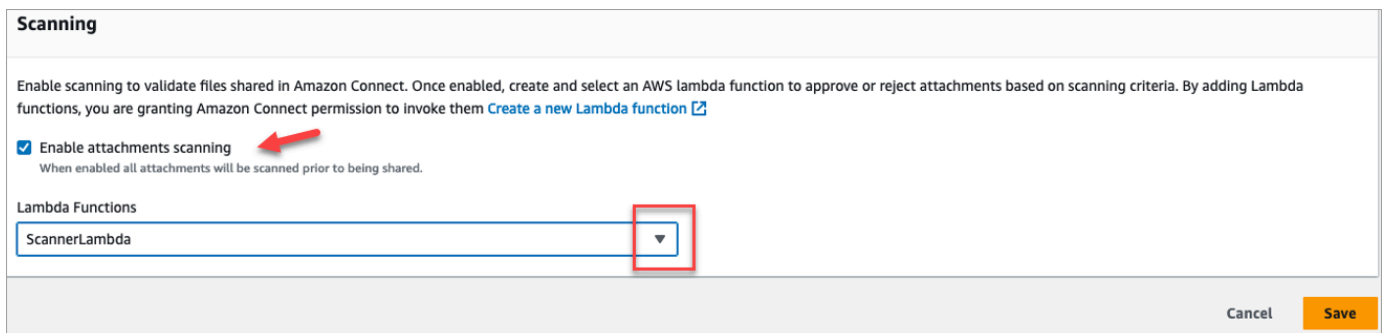 Scanning
Enable scanning to validate files shared in Amazon Connect. Once enabled, create and select an AWS lambda function to approve or reject attachments based on scanning criteria. By adding Lambda
functions, you are granting Amazon Connect permission to invoke them Create a new Lambda function
Enable attachments scanning
When enabled all attachments will be scanned prior to being shared.
Lambda Functions
ScannerLambda
Cancel Save